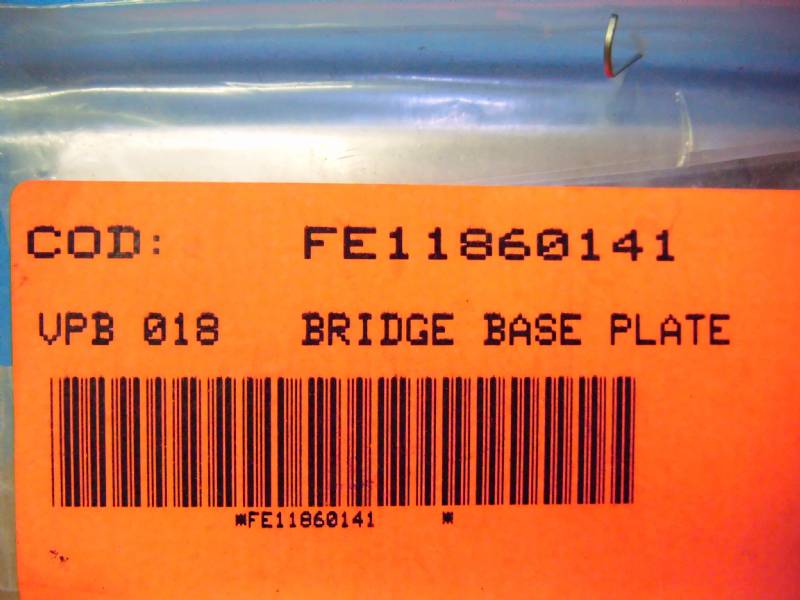 COD: FE11860141
VPB 018 BRIDGE BASE PLATE
*FE11860141 *